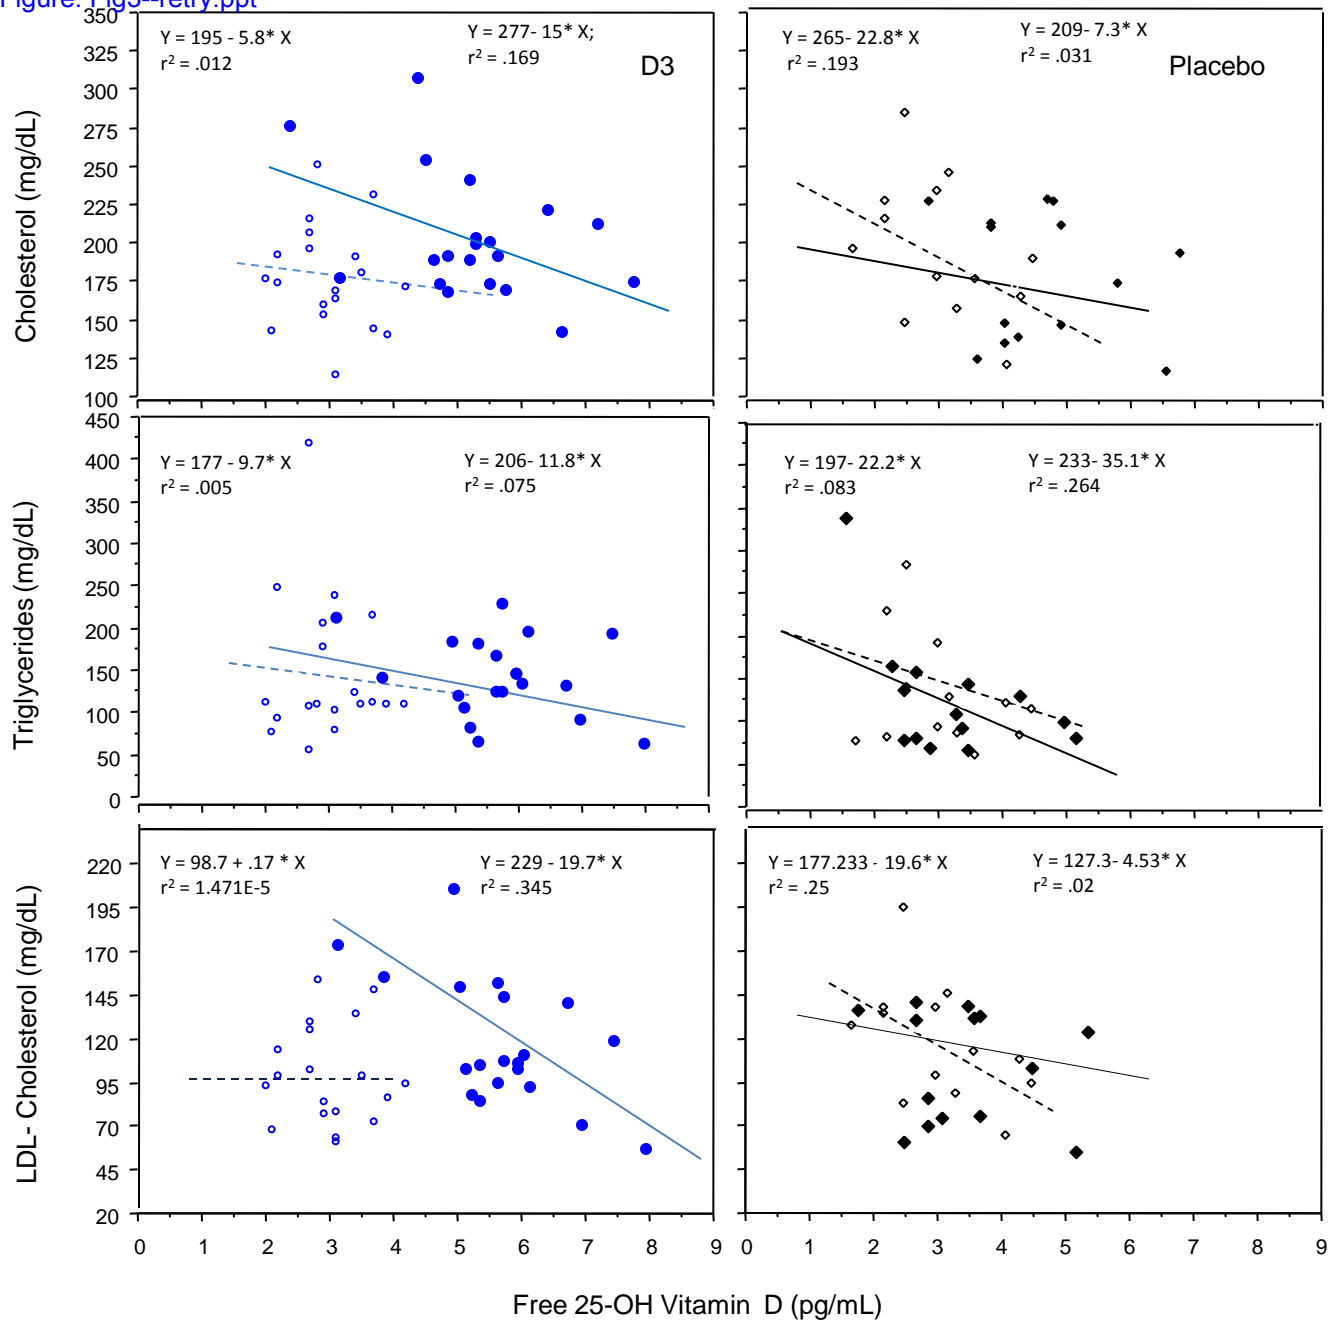 Figure: Fig3--retry.ppt
Y = 195 - 5.8* X
r² = .012
Y = 277- 15* X;
r² = .169
D3
350
325
300
275
250
225
200
175
150
125
100
Cholesterol (mg/dL)
Y = 265- 22.8* X
r² = .193
Y = 209- 7.3* X
r² = .031
Placebo
Y = 177 - 9.7* X
r² = .005
Y = 206- 11.8* X
r² = .075
450
400
350
300
250
200
150
100
50
0
Triglycerides (mg/dL)
Y = 197- 22.2* X
r² = .083
Y = 233- 35.1* X
r² = .264
Y = 98.7 + .17 * X
r² = 1.471E-5
Y = 229 - 19.7* X
r² = .345
220
195
170
145
120
95
70
45
20
LDL- Cholesterol (mg/dL)
Y = 177.233 - 19.6* X
r² = .25
Y = 127.3- 4.53* X
r² = .02
0 1 2 3 4 5 6 7 8 9
0 1 2 3 4 5 6 7 8 9
Free 25-OH Vitamin D (pg/mL)